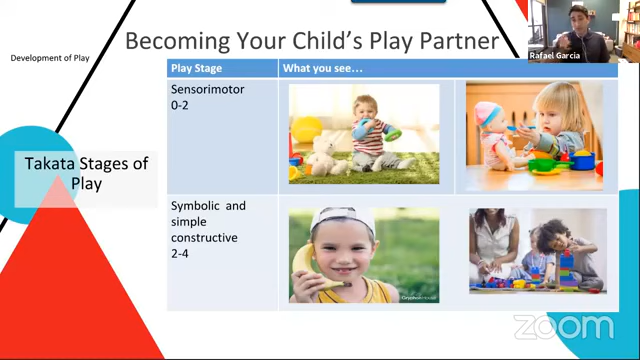 Development of Play
Becoming Your Child's Play Partner
Rafael Garcia
Play Stage
What you see...
Sensorimotor
0-2
Takata Stages of
Play
Symbolic and
simple
constructive
2-4
zoom